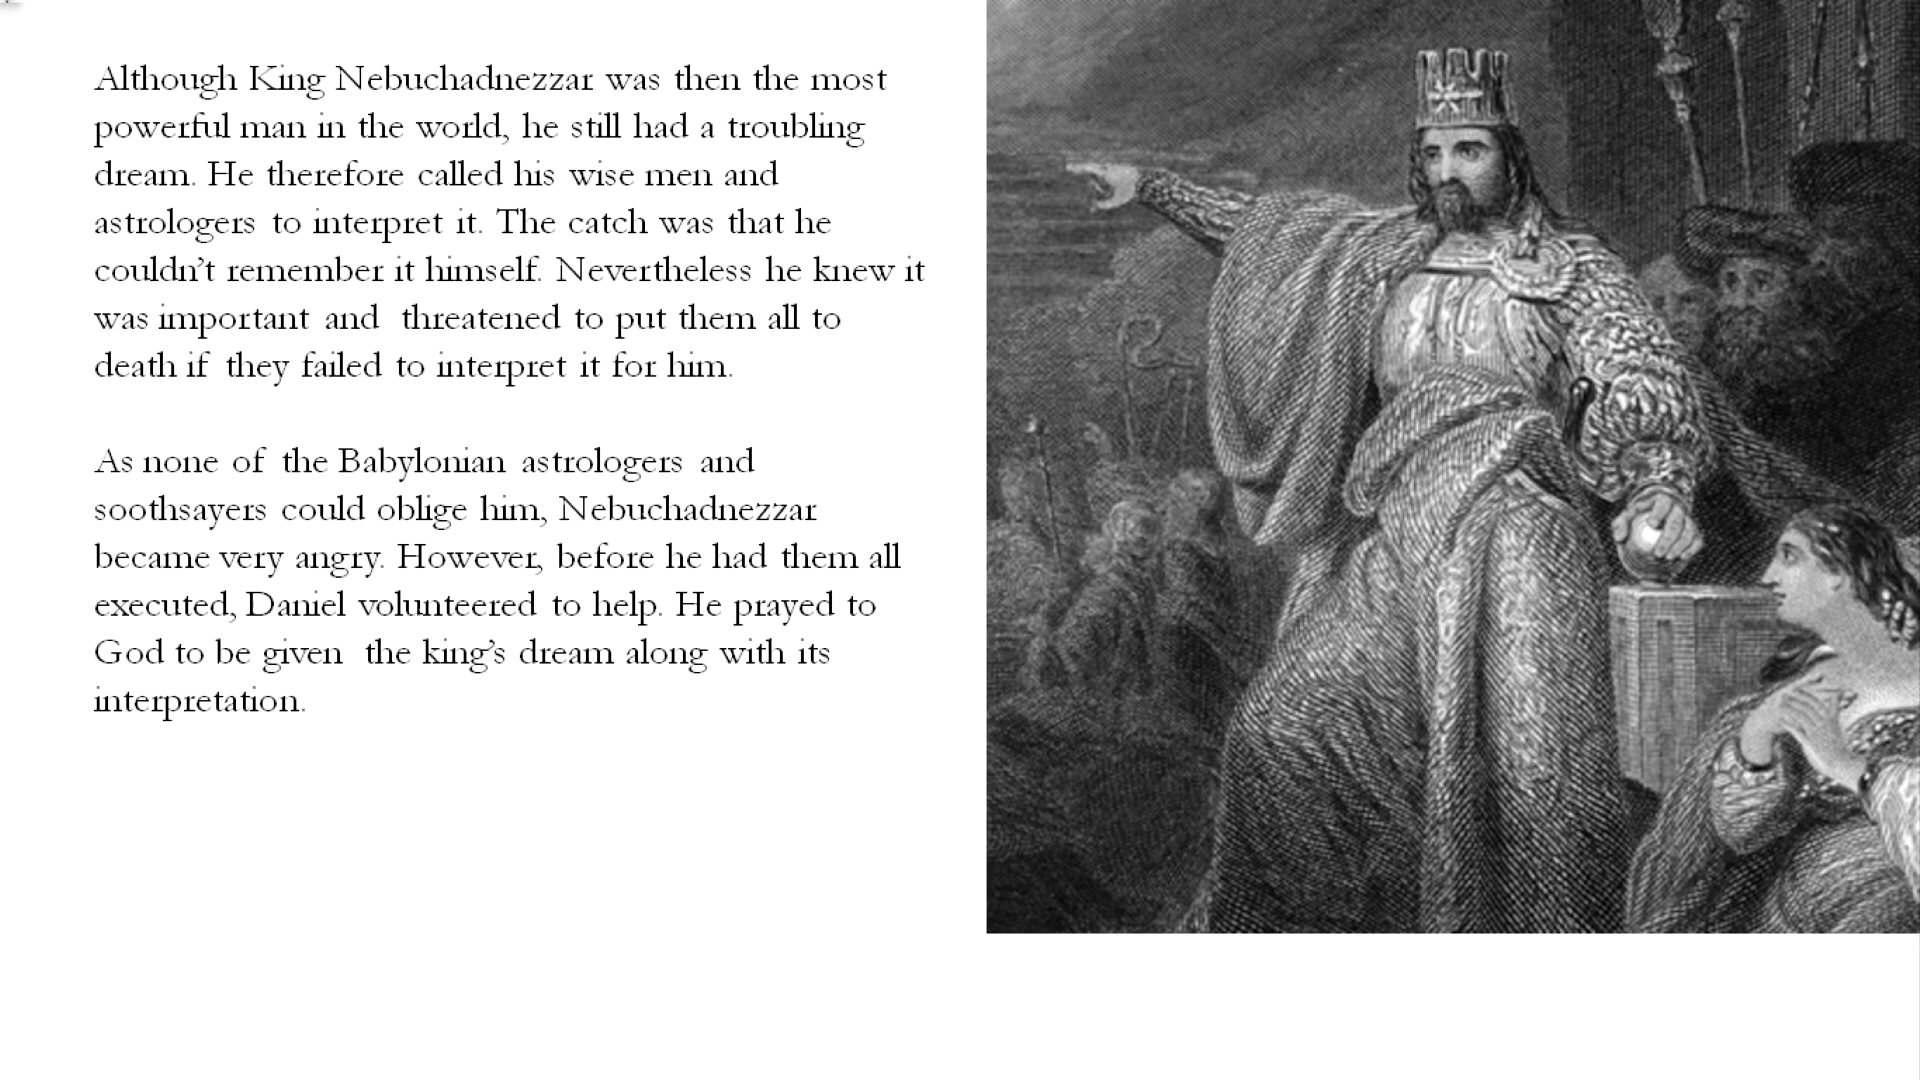 Although King Nebuchadnezzar was then the most
powerful man in the world, he still had a troubling
dream. He therefore called his wise men and
astrologers to interpret it. The catch was that he
couldn’t remember it himself. Nevertheless he knew it
was important and threatened to put them all to
death if they failed to interpret it for him.
As none of the Babylonian astrologers and
soothsayers could oblige him, Nebuchadnezzar
became very angry. However, before he had them all
executed, Daniel volunteered to help. He prayed to
God to be given the king’s dream along with its
interpretation.